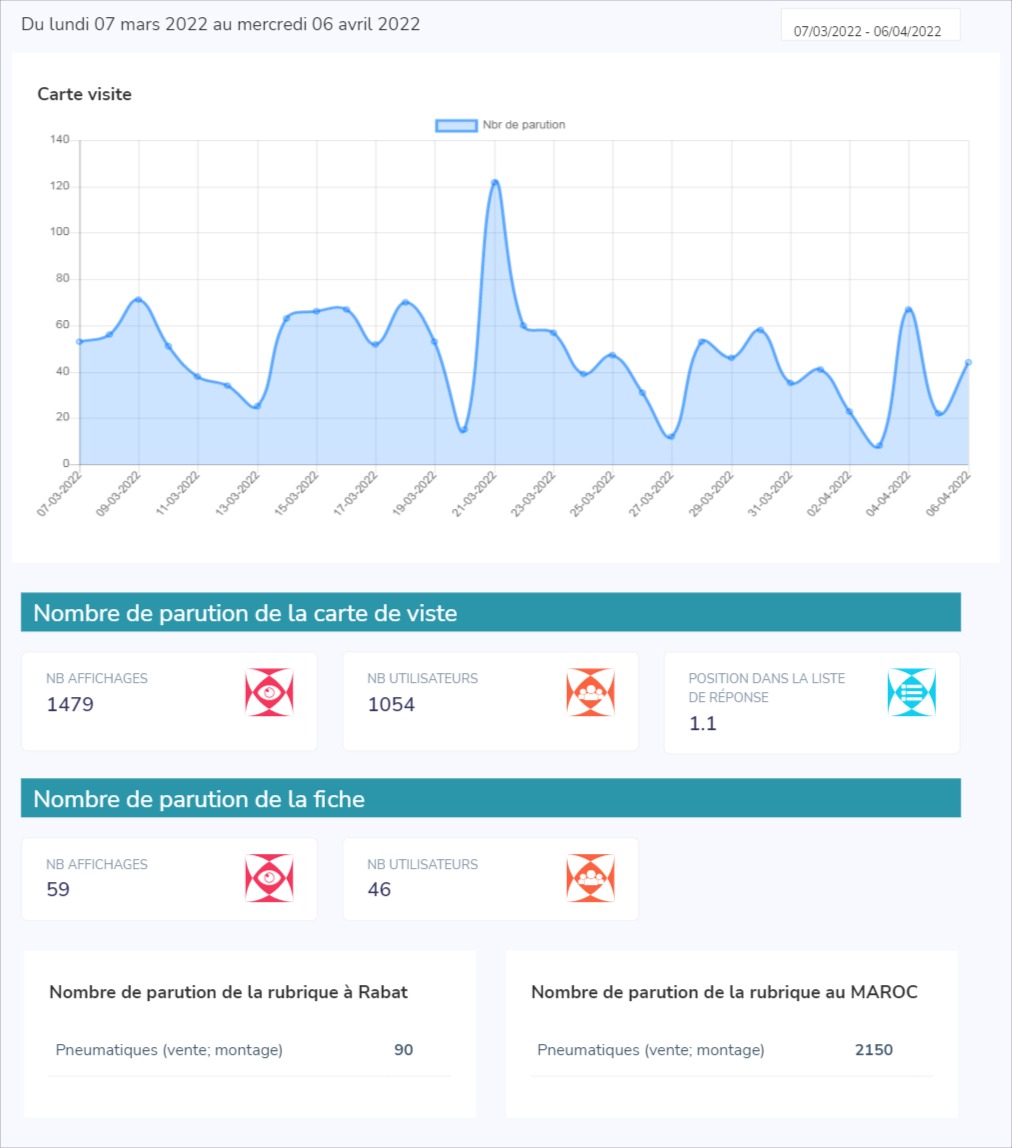 Du lundi 07 mars 2022 au mercredi 06 avril 2022
07/03/2022 - 06/04/2022
Carte visite
Nbr de parution
140
120
100
80
60
40
20
0
07-03-2022
09-03-2022
11-03-2022
13-03-2022
15-03-2022
17-03-2022
19-03-2022
21-03-2022
23-03-2022
25-03-2022
27-03-2022
29-03-2022
31-03-2022
02-04-2022
04-04-2022
06-04-2022
Nombre de parution de la carte de viste
NB AFFICHAGES
1479
NB UTILISATEURS
1054
POSITION DANS LA LISTE
DE RÉPONSE
1.1
Nombre de parution de la fiche
NB AFFICHAGES
59
NB UTILISATEURS
46
Nombre de parution de la rubrique à Rabat
Pneumatiques (vente; montage) 90
Nombre de parution de la rubrique au MAROC
Pneumatiques (vente; montage) 2150